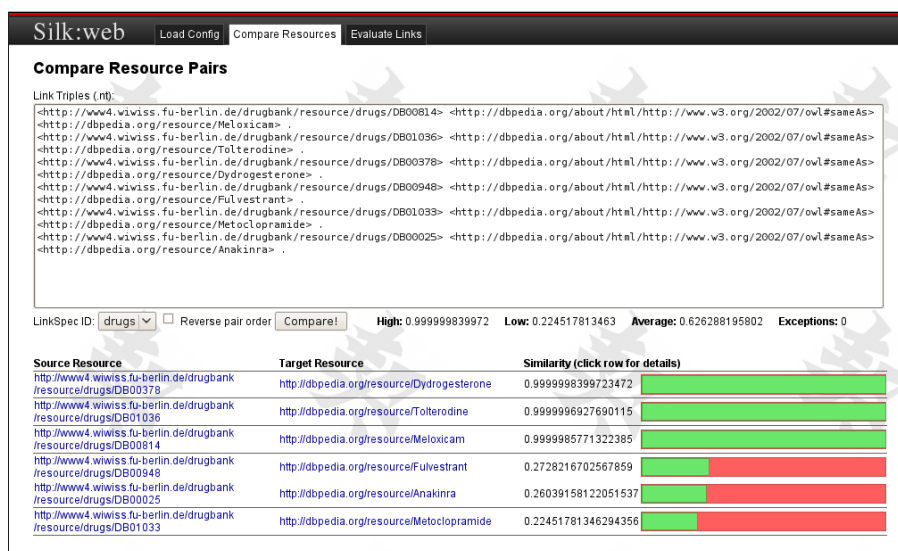 Silk:web Load Config Compare Resources Evaluate Links
Compare Resource Pairs
Link Triples (.nt):
<http://www4.wiwiss.fu-berlin.de/drugbank/resource/drugs/DB00814> <http://dbpedia.org/about/html/http://www.w3.org/2002/07/owl#sameAs>
<http://dbpedia.org/resource/Meloxicam> .
<http://www4.wiwiss.fu-berlin.de/drugbank/resource/drugs/DB01036> <http://dbpedia.org/about/html/http://www.w3.org/2002/07/owl#sameAs>
<http://dbpedia.org/resource/Tolterodine> .
<http://www4.wiwiss.fu-berlin.de/drugbank/resource/drugs/DB00378> <http://dbpedia.org/about/html/http://www.w3.org/2002/07/owl#sameAs>
<http://dbpedia.org/resource/Dydrogesterone> .
<http://www4.wiwiss.fu-berlin.de/drugbank/resource/drugs/DB00948> <http://dbpedia.org/about/html/http://www.w3.org/2002/07/owl#sameAs>
<http://dbpedia.org/resource/Fulvestrant> .
<http://www4.wiwiss.fu-berlin.de/drugbank/resource/drugs/DB01033> <http://dbpedia.org/about/html/http://www.w3.org/2002/07/owl#sameAs>
<http://dbpedia.org/resource/Metoclopramide> .
<http://www4.wiwiss.fu-berlin.de/drugbank/resource/drugs/DB00025> <http://dbpedia.org/about/html/http://www.w3.org/2002/07/owl#sameAs>
<http://dbpedia.org/resource/Anakinra> .
LinkSpec ID: drugs Reverse pair order Compare! High: 0.999999839972 Low: 0.224517813463 Average: 0.626288195802 Exceptions: 0
Source Resource Target Resource Similarity (click row for details)
http://www4.wiwiss.fu-berlin.de/drugbank
/resource/drugs/DB00378 http://dbpedia.org/resource/Dydrogesterone 0.9999998399723472
http://www4.wiwiss.fu-berlin.de/drugbank
/resource/drugs/DB01036 http://dbpedia.org/resource/Tolterodine 0.9999996927690115
http://www4.wiwiss.fu-berlin.de/drugbank
/resource/drugs/DB00814 http://dbpedia.org/resource/Meloxicam 0.9999985771322385
http://www4.wiwiss.fu-berlin.de/drugbank
/resource/drugs/DB00948 http://dbpedia.org/resource/Fulvestrant 0.2728216702567859
http://www4.wiwiss.fu-berlin.de/drugbank
/resource/drugs/DB00025 http://dbpedia.org/resource/Anakinra 0.26039158122051537
http://www4.wiwiss.fu-berlin.de/drugbank
/resource/drugs/DB01033 http://dbpedia.org/resource/Metoclopramide 0.22451781346294356